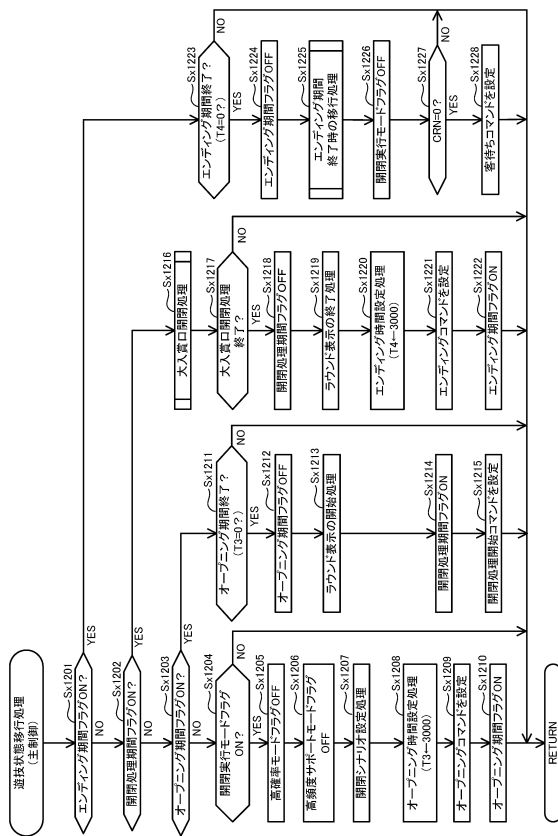 遊技状態移行処理
(主制御)
Sx1201
エンディング期間フラグON?
YES
NO
Sx1202
開閉処理期間フラグON?
YES
NO
Sx1203
オープニング期間フラグON?
YES
NO
Sx1204
開閉実行モードフラグ
ON?
NO
YES
Sx1205
高確率モードフラグOFF
Sx1206
高頻度サポートモードフラグ
OFF
Sx1207
開閉シナリオ設定処理
Sx1208
オープニング時間設定処理
(T3←3000)
Sx1209
オープニングコマンドを設定
Sx1210
オープニング期間フラグON
Sx1211
オープニング期間終了?
(T3=0?)
NO
YES
Sx1212
オープニング期間フラグOFF
Sx1213
ラウンド表示の開始処理
Sx1214
開閉処理期間フラグON
Sx1215
開閉処理開始コマンドを設定
Sx1216
大入賞口開閉処理
Sx1217
大入賞口開閉処理
終了?
NO
YES
Sx1218
開閉処理期間フラグOFF
Sx1219
ラウンド表示の終了処理
Sx1220
エンディング時間設定処理
(T4←3000)
Sx1221
エンディングコマンドを設定
Sx1222
エンディング期間フラグON
Sx1223
エンディング期間終了?
(T4=0?)
NO
YES
Sx1224
エンディング期間フラグOFF
Sx1225
エンディング期間
終了時の移行処理
Sx1226
開閉実行モードフラグOFF
Sx1227
CRN=0?
NO
YES
Sx1228
客待ちコマンドを設定
RETURN